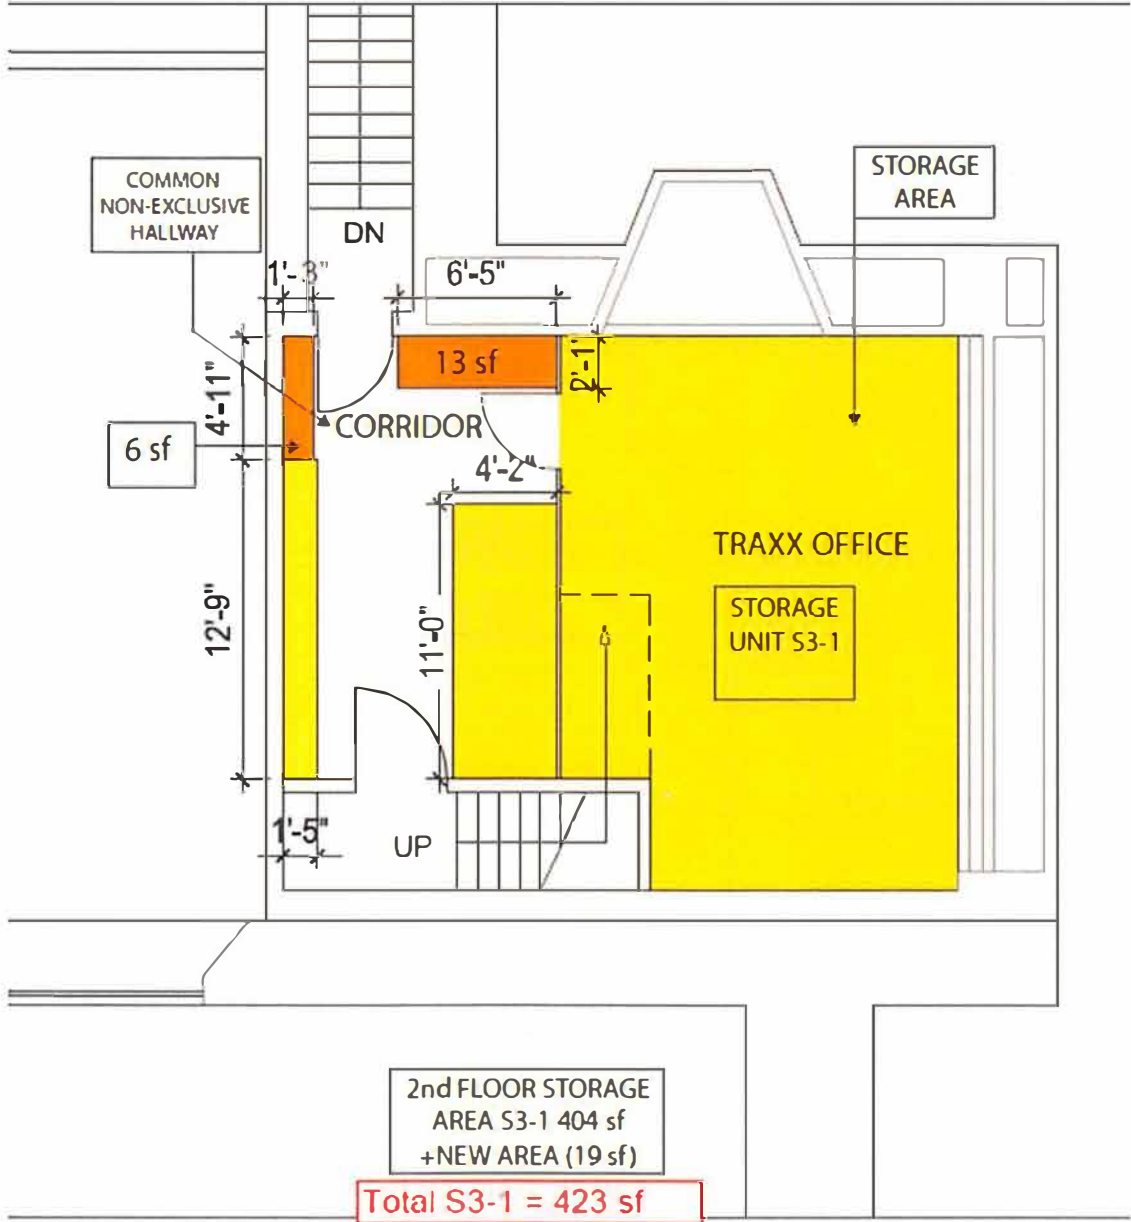 COMMON
NON-EXCLUSIVE
HALLWAY
STORAGE
AREA
DN
1'-3"
6'-5"
13 sf
2'-1"
4'-11"
CORRIDOR
6 sf
4'-2"
TRAXX OFFICE
STORAGE
UNIT S3-1
12'-9"
11'-0"
1'-5"
UP
2nd FLOOR STORAGE
AREA S3-1 404 sf
+NEW AREA (19 sf)
Total S3-1 = 423 sf